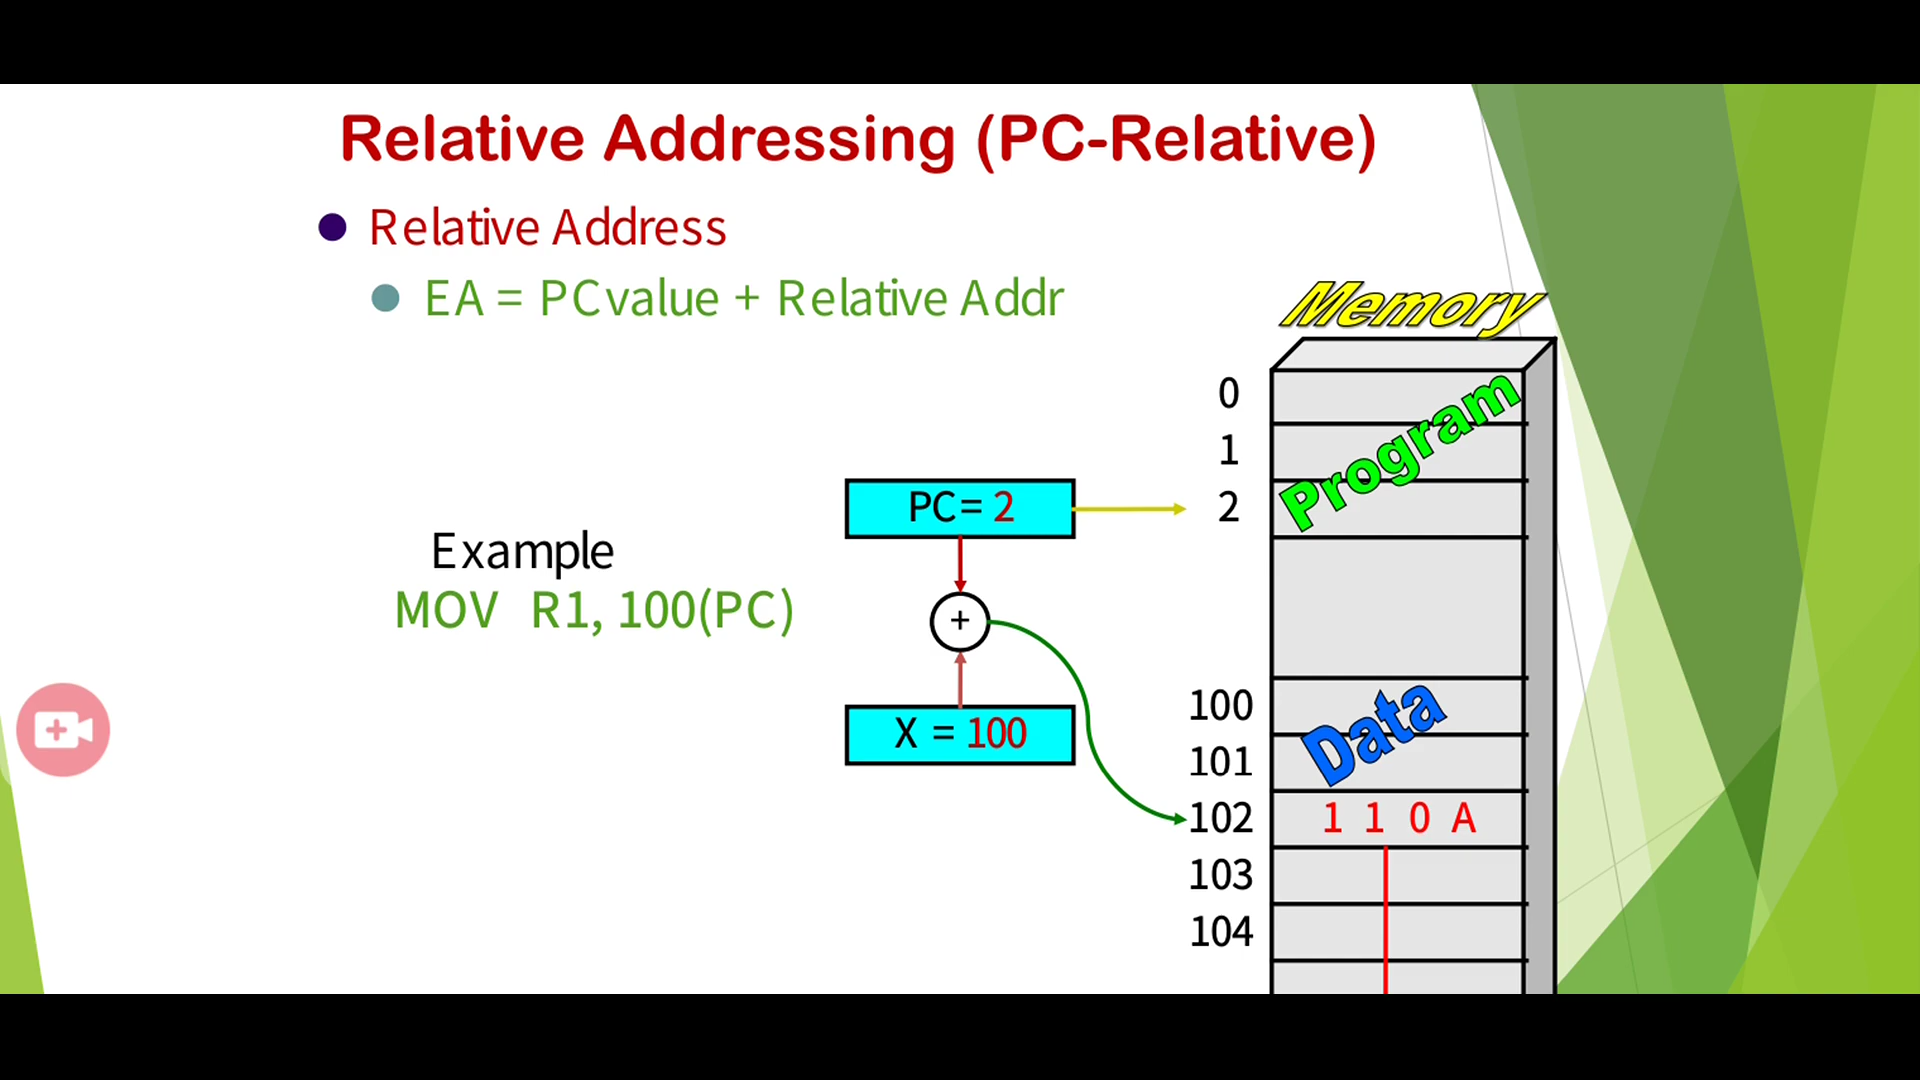 Relative Addressing (PC-Relative)
Relative Address
EA = PCvalue + Relative Addr
Memory
0
Program
1
PC= 2
2
Example
MOV R1, 100(PC)
+
100
Data
X = 100
101
102
1 1 0 A
103
104